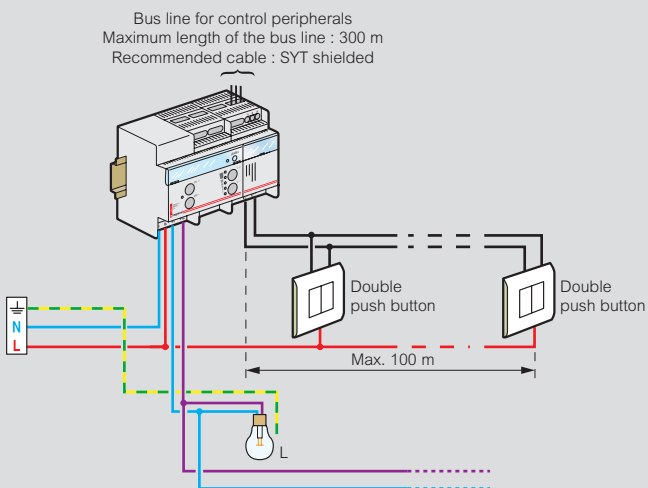 Bus line for control peripherals
Maximum length of the bus line : 300 m
Recommended cable : SYT shielded
Double
push button
Double
push button
N
L
Max. 100 m
L